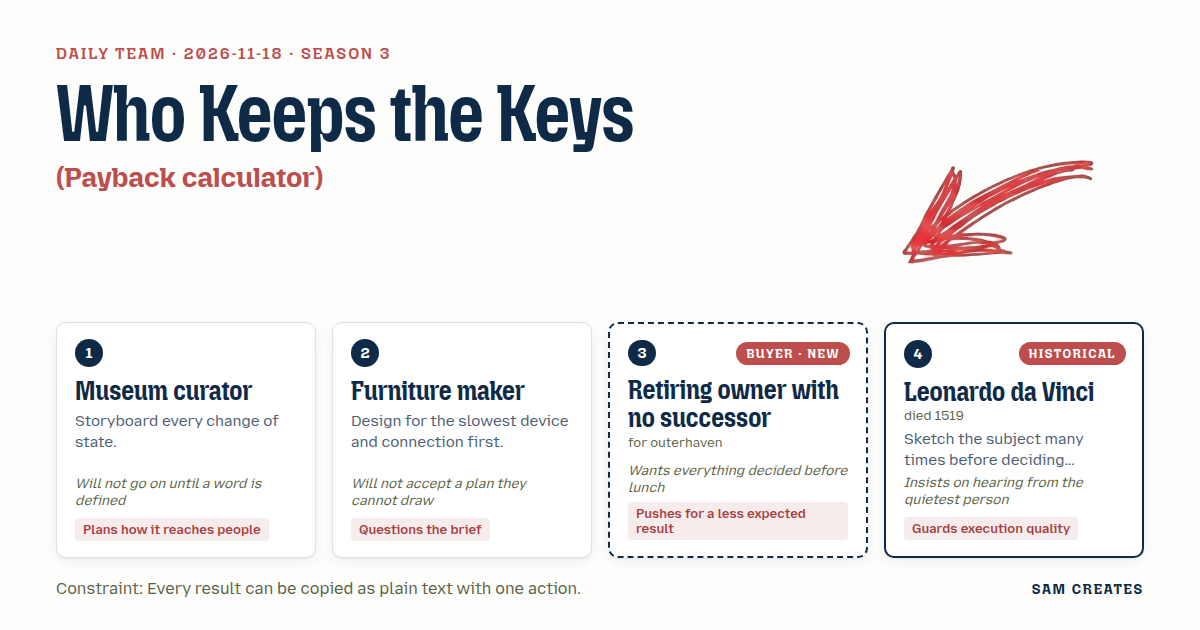 DAILY TEAM · 2026-11-18 · SEASON 3
Who Keeps the Keys
(Payback calculator)
1
Museum curator
Storyboard every change of
state.
Will not go on until a word is
defined
Plans how it reaches people
2
Furniture maker
Design for the slowest device
and connection first.
Will not accept a plan they
cannot draw
Questions the brief
3
BUYER · NEW
Retiring owner with
no successor
for outerhaven
Wants everything decided before
lunch
Pushes for a less expected
result
4
HISTORICAL
Leonardo da Vinci
died 1519
Sketch the subject many
times before deciding...
Insists on hearing from the
quietest person
Guards execution quality
Constraint: Every result can be copied as plain text with one action.
SAM CREATES